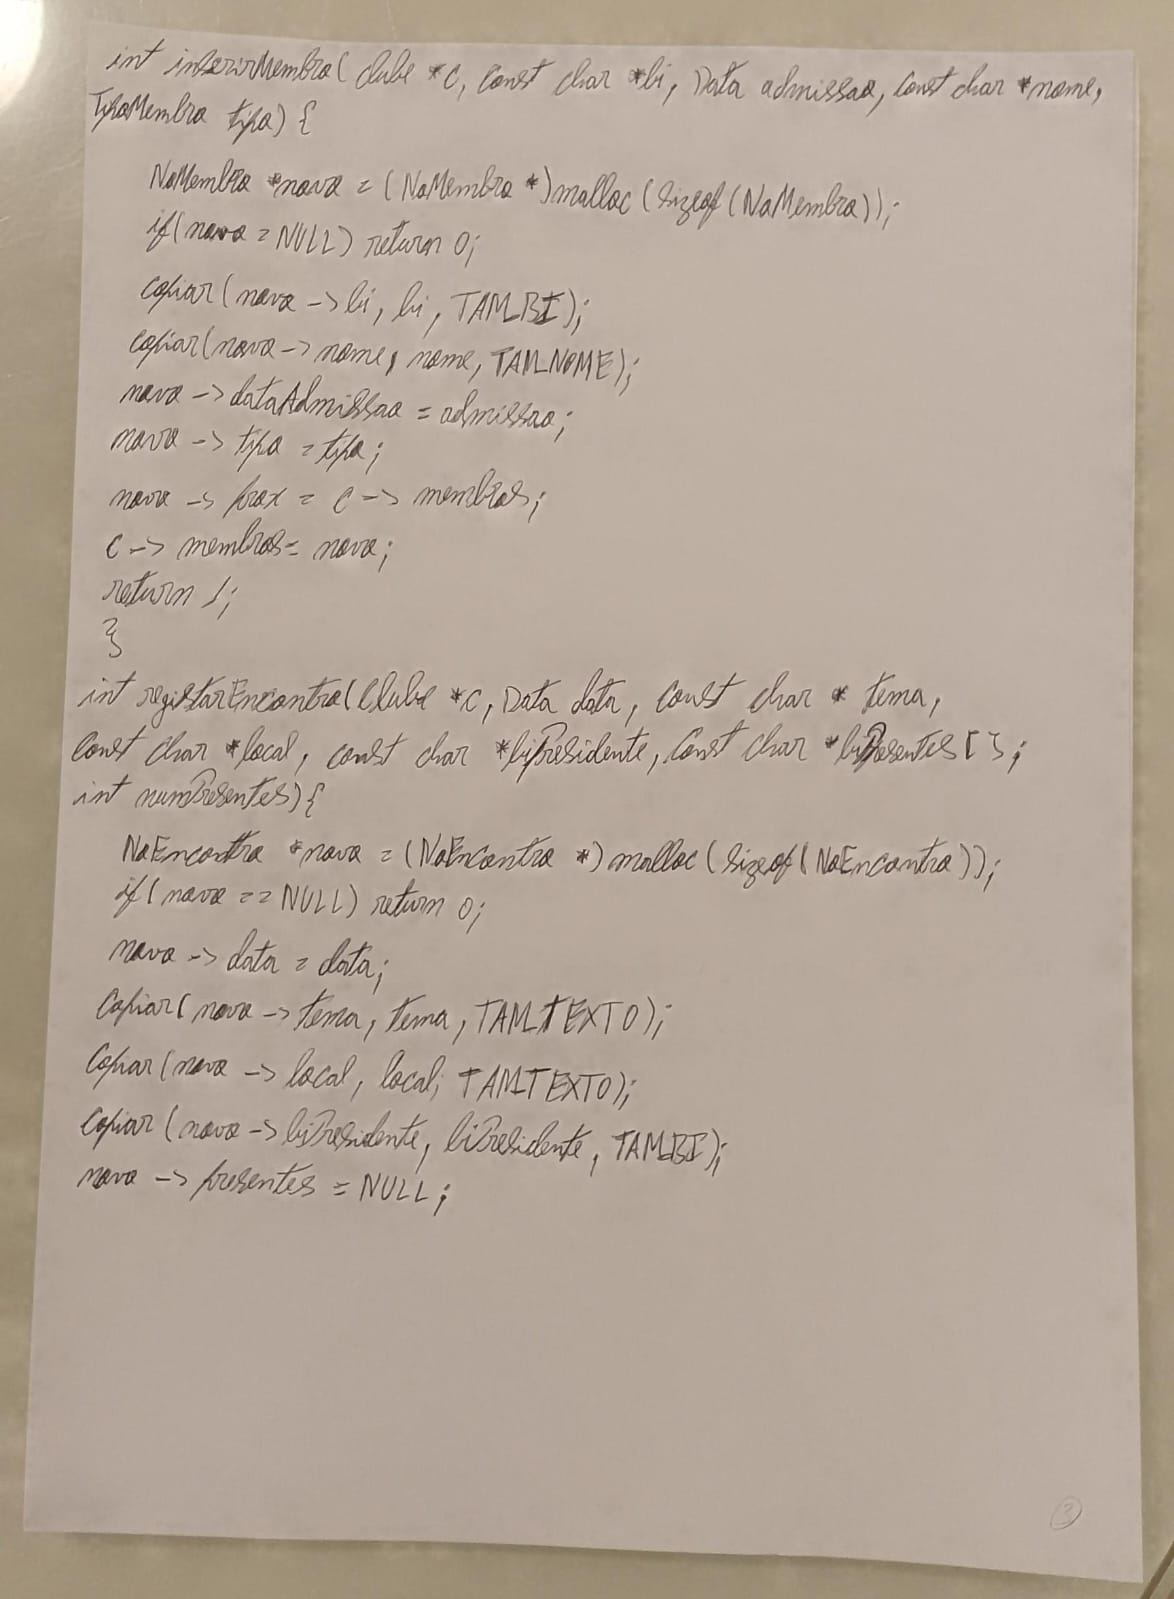 int inserirMembro( clube *c, const char *bi, Data admissao, const char *nome,
TipoMembro tipo) {
NoMembro *novo = (NoMembro *)malloc(sizeof(NoMembro));
if(novo = NULL) return 0;
copiar(novo -> bi, bi, TAM_BI);
copiar(novo -> nome, nome, TAM_NOME);
novo -> dataAdmissao = admissao;
novo -> tipo = tipo;
novo -> prox = c -> membros;
c -> membros = novo;
return 1;
}
int registarEncontro(Clube *c, Data data, const char * tema,
const char *local, const char *biPresidente, const char *biPresentes[];
int numPresentes){
NoEncontro *novo = (NoEncontro *) malloc(sizeof(NoEncontro));
if(novo == NULL) return 0;
novo -> data = data;
Copiar( novo -> tema, tema, TAM_TEXTO);
Copiar(novo -> local, local, TAM_TEXTO);
Copiar(novo -> biPresidente, biPresidente, TAM_BI);
novo -> presentes = NULL;
3